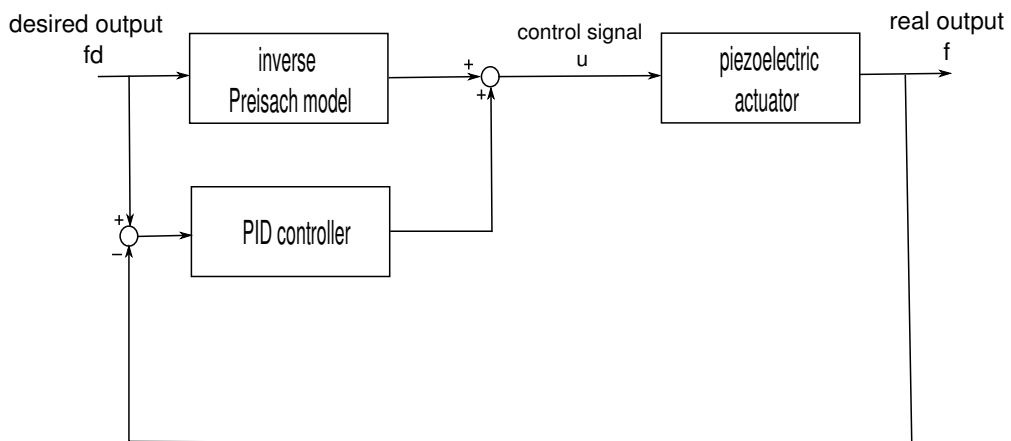 desired output
fd
inverse
Preisach model
+
+
control signal
u
piezoelectric
actuator
real output
f
+
−
PID controller